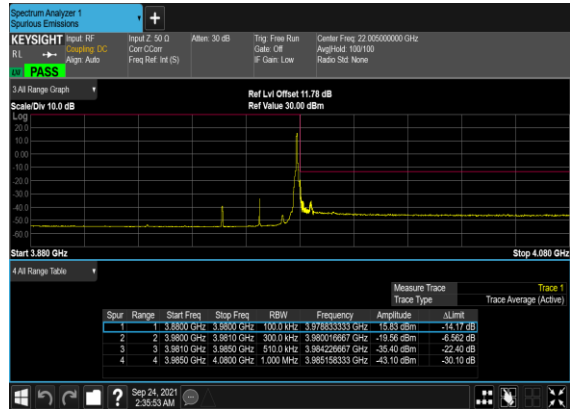 Spectrum Analyzer 1
Spurious Emissions
+
KEYSIGHT Input: RF Input Z: 50 Ω Atten: 30 dB Trig: Free Run Center Freq: 22.005000000 GHz
RL Coupling: DC Corr CCorr Gate: Off Avg|Hold: 100/100
Align: Auto Freq Ref: Int (S) IF Gain: Low Radio Std: None
PASS
3 All Range Graph
Ref Lvl Offset 11.78 dB
Scale/Div 10.0 dB Ref Value 30.00 dBm
Log
20.0
10.0
0.00
-10.0
-20.0
-30.0
-40.0
-50.0
-60.0
Start 3.880 GHz Stop 4.080 GHz
4 All Range Table
Measure Trace Trace 1
Trace Type Trace Average (Active)
Spur Range Start Freq Stop Freq RBW Frequency Amplitude ΔLimit
1 1 3.8800 GHz 3.9800 GHz 100.0 kHz 3.978833333 GHz 15.83 dBm -14.17 dB
2 2 3.9800 GHz 3.9810 GHz 300.0 kHz 3.980016667 GHz -19.56 dBm -6.562 dB
3 3 3.9810 GHz 3.9850 GHz 510.0 kHz 3.984226667 GHz -35.40 dBm -22.40 dB
4 4 3.9850 GHz 4.0800 GHz 1.000 MHz 3.985158333 GHz -43.10 dBm -30.10 dB
? Sep 24, 2021
2:35:53 AM